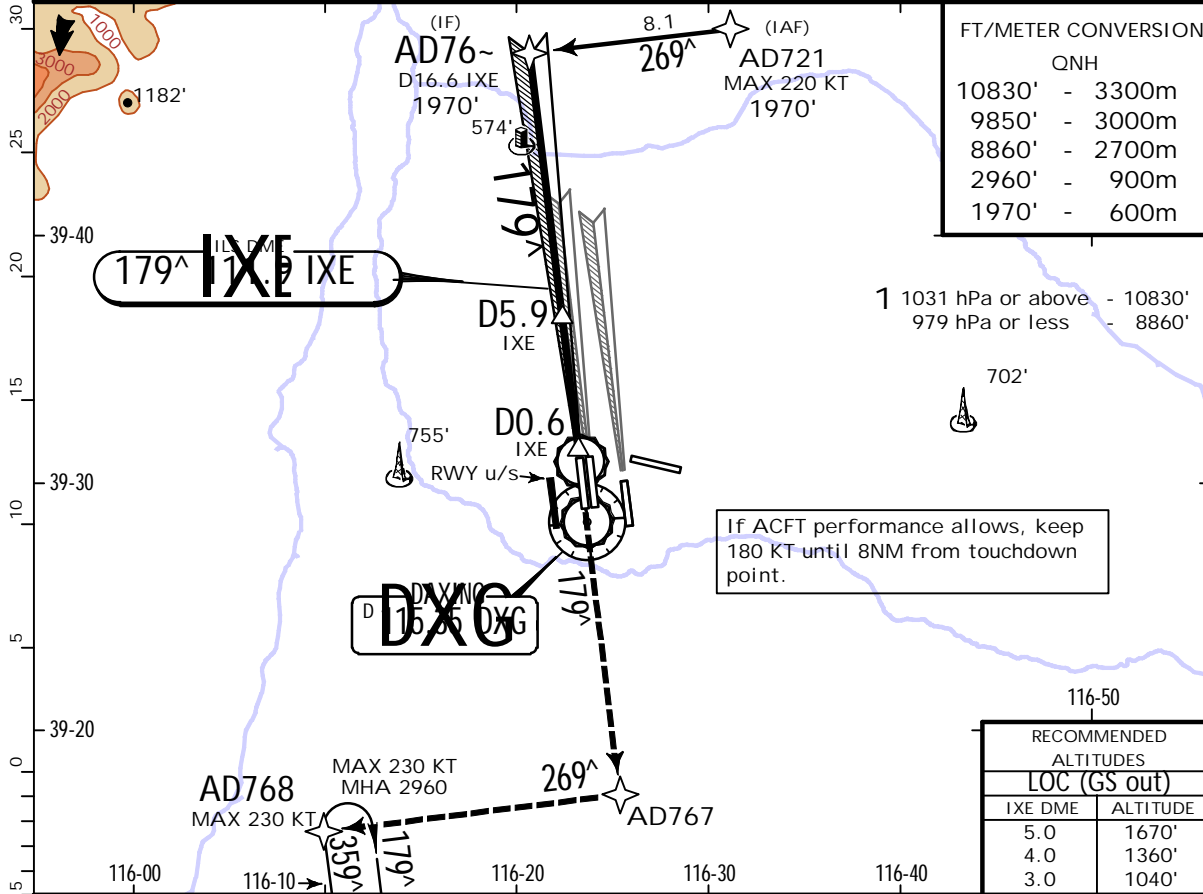 30
25
20
15
10
5
0
5
1000
3000
2000
1182'
(IF)
AD76~
D16.6 IXE
1970'
574'
8.1
269^
(IAF)
AD721
MAX 220 KT
1970'
FT/METER CONVERSION
QNH
10830' - 3300m
9850' - 3000m
8860' - 2700m
2960' - 900m
1970' - 600m
179^
39-40
ILS DME
IXE
179^ IXE
D5.9
IXE
1 1031 hPa or above - 10830'
979 hPa or less - 8860'
702'
D0.6
IXE
755'
RWY u/s
39-30
If ACFT performance allows, keep
180 KT until 8NM from touchdown
point.
179^
DAXING
DXG
D DXG
116-50
39-20
RECOMMENDED
ALTITUDES
LOC (GS out)
IXE DME ALTITUDE
5.0 1670'
4.0 1360'
3.0 1040'
AD768
MAX 230 KT
MAX 230 KT
MHA 2960
269^
AD767
359^
179^
116-00
116-10
116-20
116-30
116-40